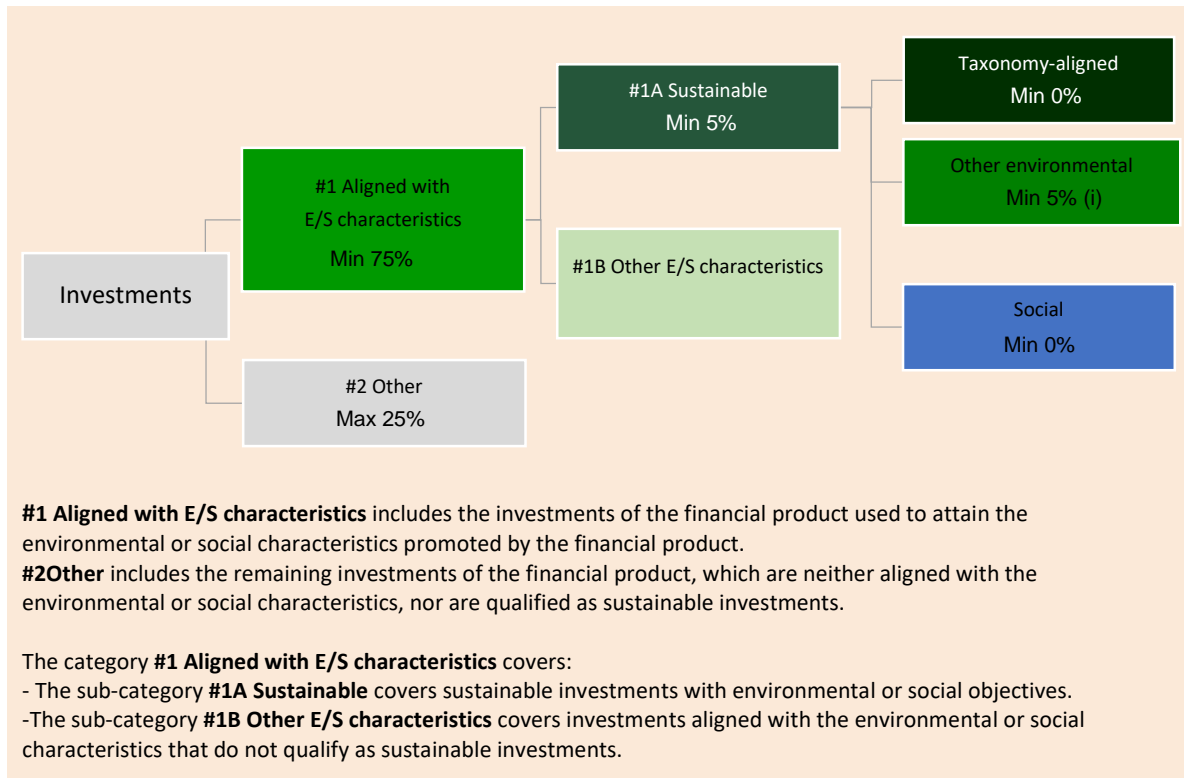 Investments
#1 Aligned with
E/S characteristics
Min 75%
#2 Other
Max 25%
#1A Sustainable
Min 5%
#1B Other E/S characteristics
Taxonomy-aligned
Min 0%
Other environmental
Min 5% (i)
Social
Min 0%
#1 Aligned with E/S characteristics includes the investments of the financial product used to attain the
environmental or social characteristics promoted by the financial product.
#2Other includes the remaining investments of the financial product, which are neither aligned with the
environmental or social characteristics, nor are qualified as sustainable investments.
The category #1 Aligned with E/S characteristics covers:
- The sub-category #1A Sustainable covers sustainable investments with environmental or social objectives.
-The sub-category #1B Other E/S characteristics covers investments aligned with the environmental or social
characteristics that do not qualify as sustainable investments.